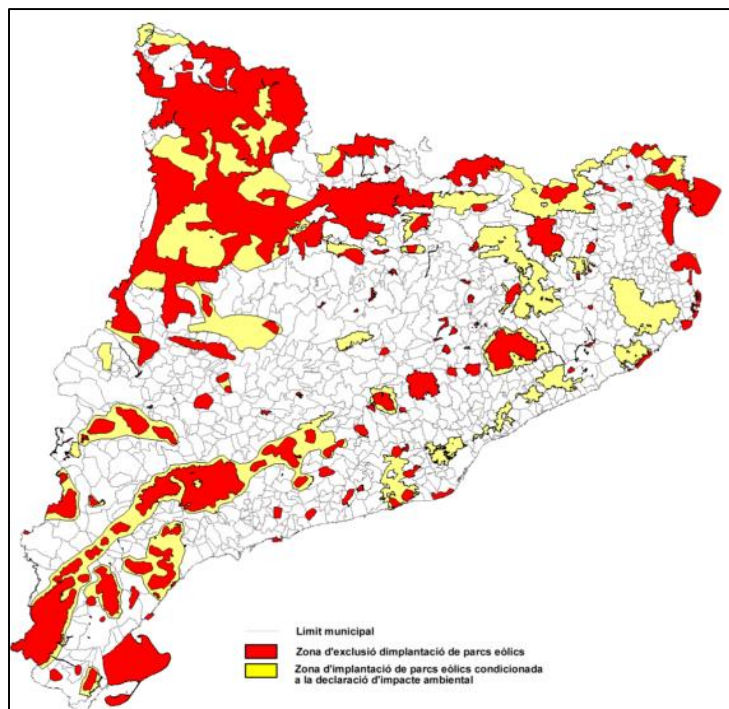 Límit municipal
Zona d'exclusió dimplantació de parcs eòlics
Zona d'implantació de parcs eòlics condicionada
a la declaració d'impacte ambiental